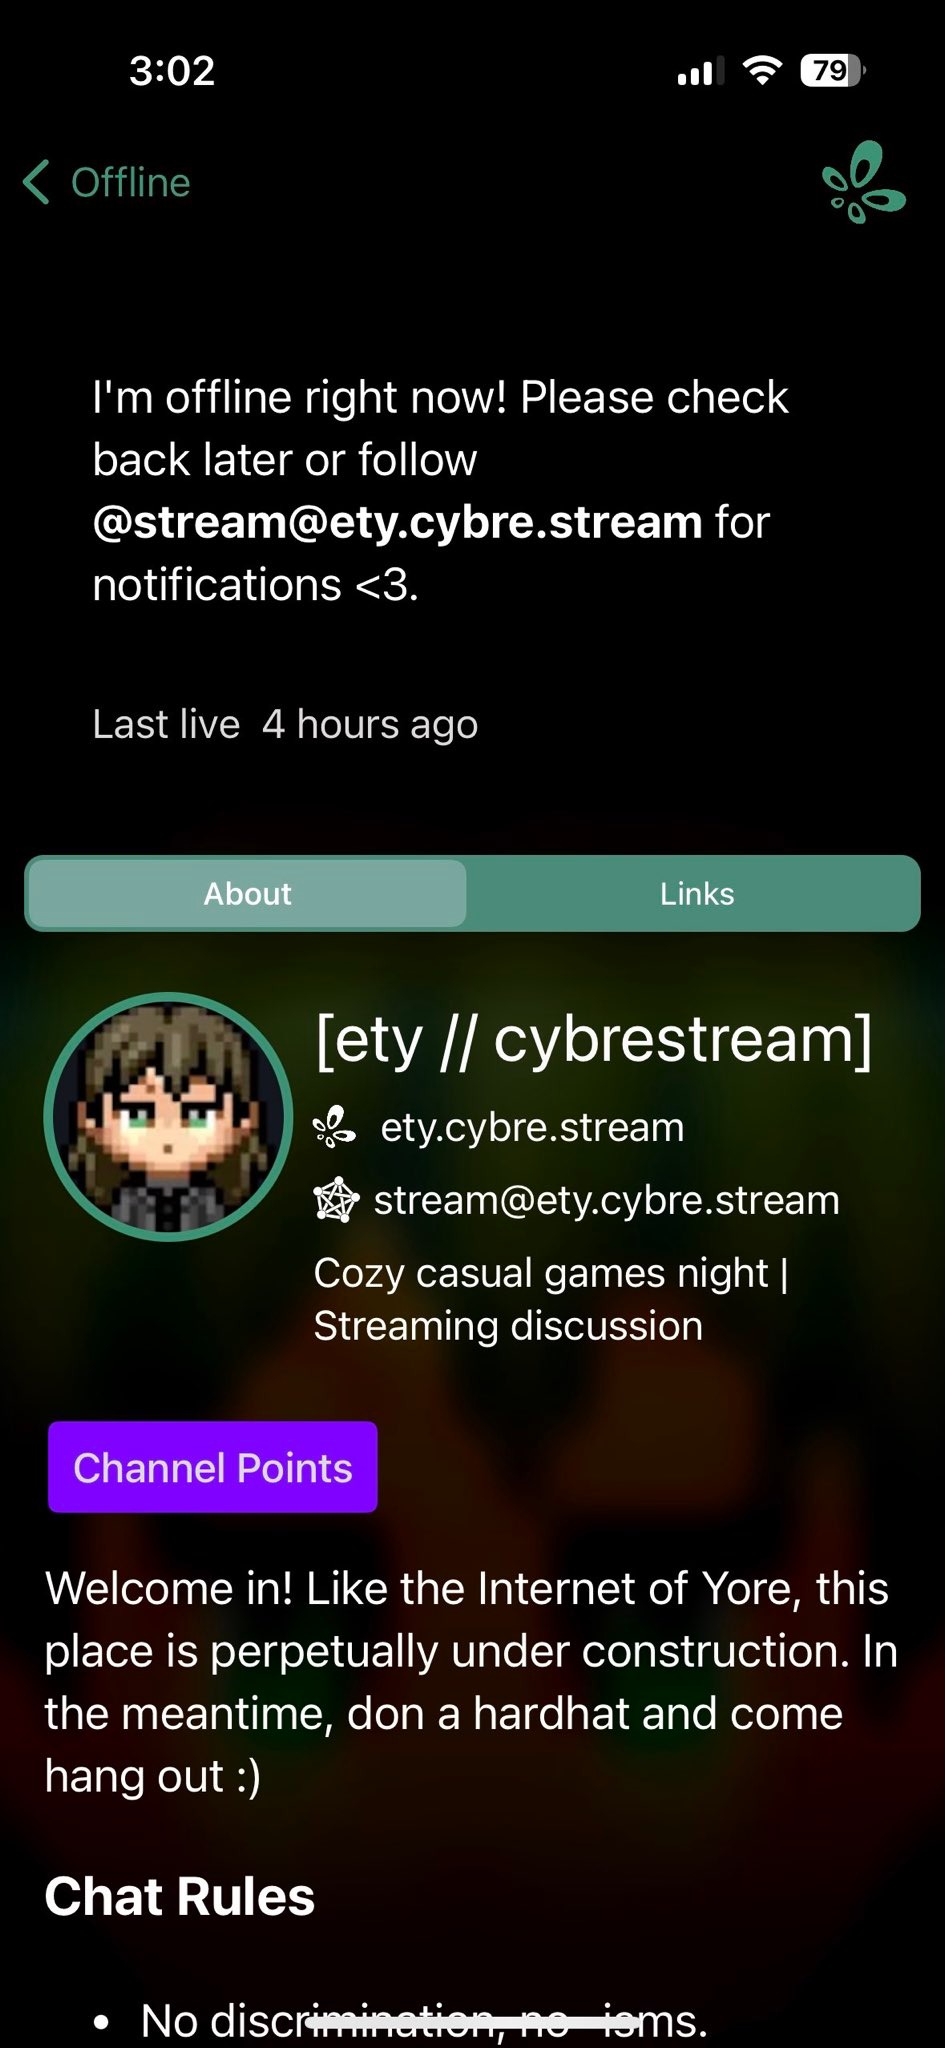 3:02
79
Offline
I'm offline right now! Please check
back later or follow
@stream@ety.cybre.stream for
notifications <3.
Last live 4 hours ago
About
Links
[ety // cybrestream]
ety.cybre.stream
stream@ety.cybre.stream
Cozy casual games night |
Streaming discussion
Channel Points
Welcome in! Like the Internet of Yore, this
place is perpetually under construction. In
the meantime, don a hardhat and come
hang out :)
Chat Rules
• No discrimination, no -isms.